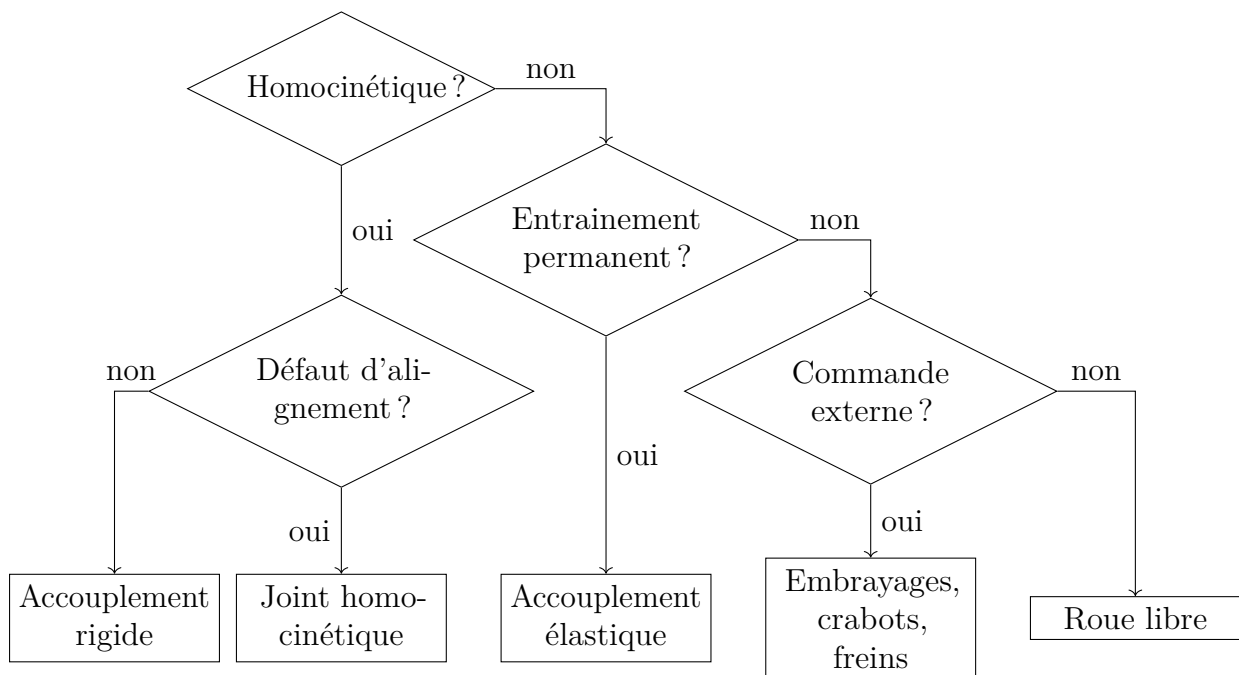 Homocinétique ?
non
oui
Entrainement
permanent ?
non
oui
Défaut d'ali-
gnement ?
non
oui
Commande
externe ?
non
oui
Accouplement
rigide
Joint homo-
cinétique
Accouplement
élastique
Embrayages,
crabots,
freins
Roue libre